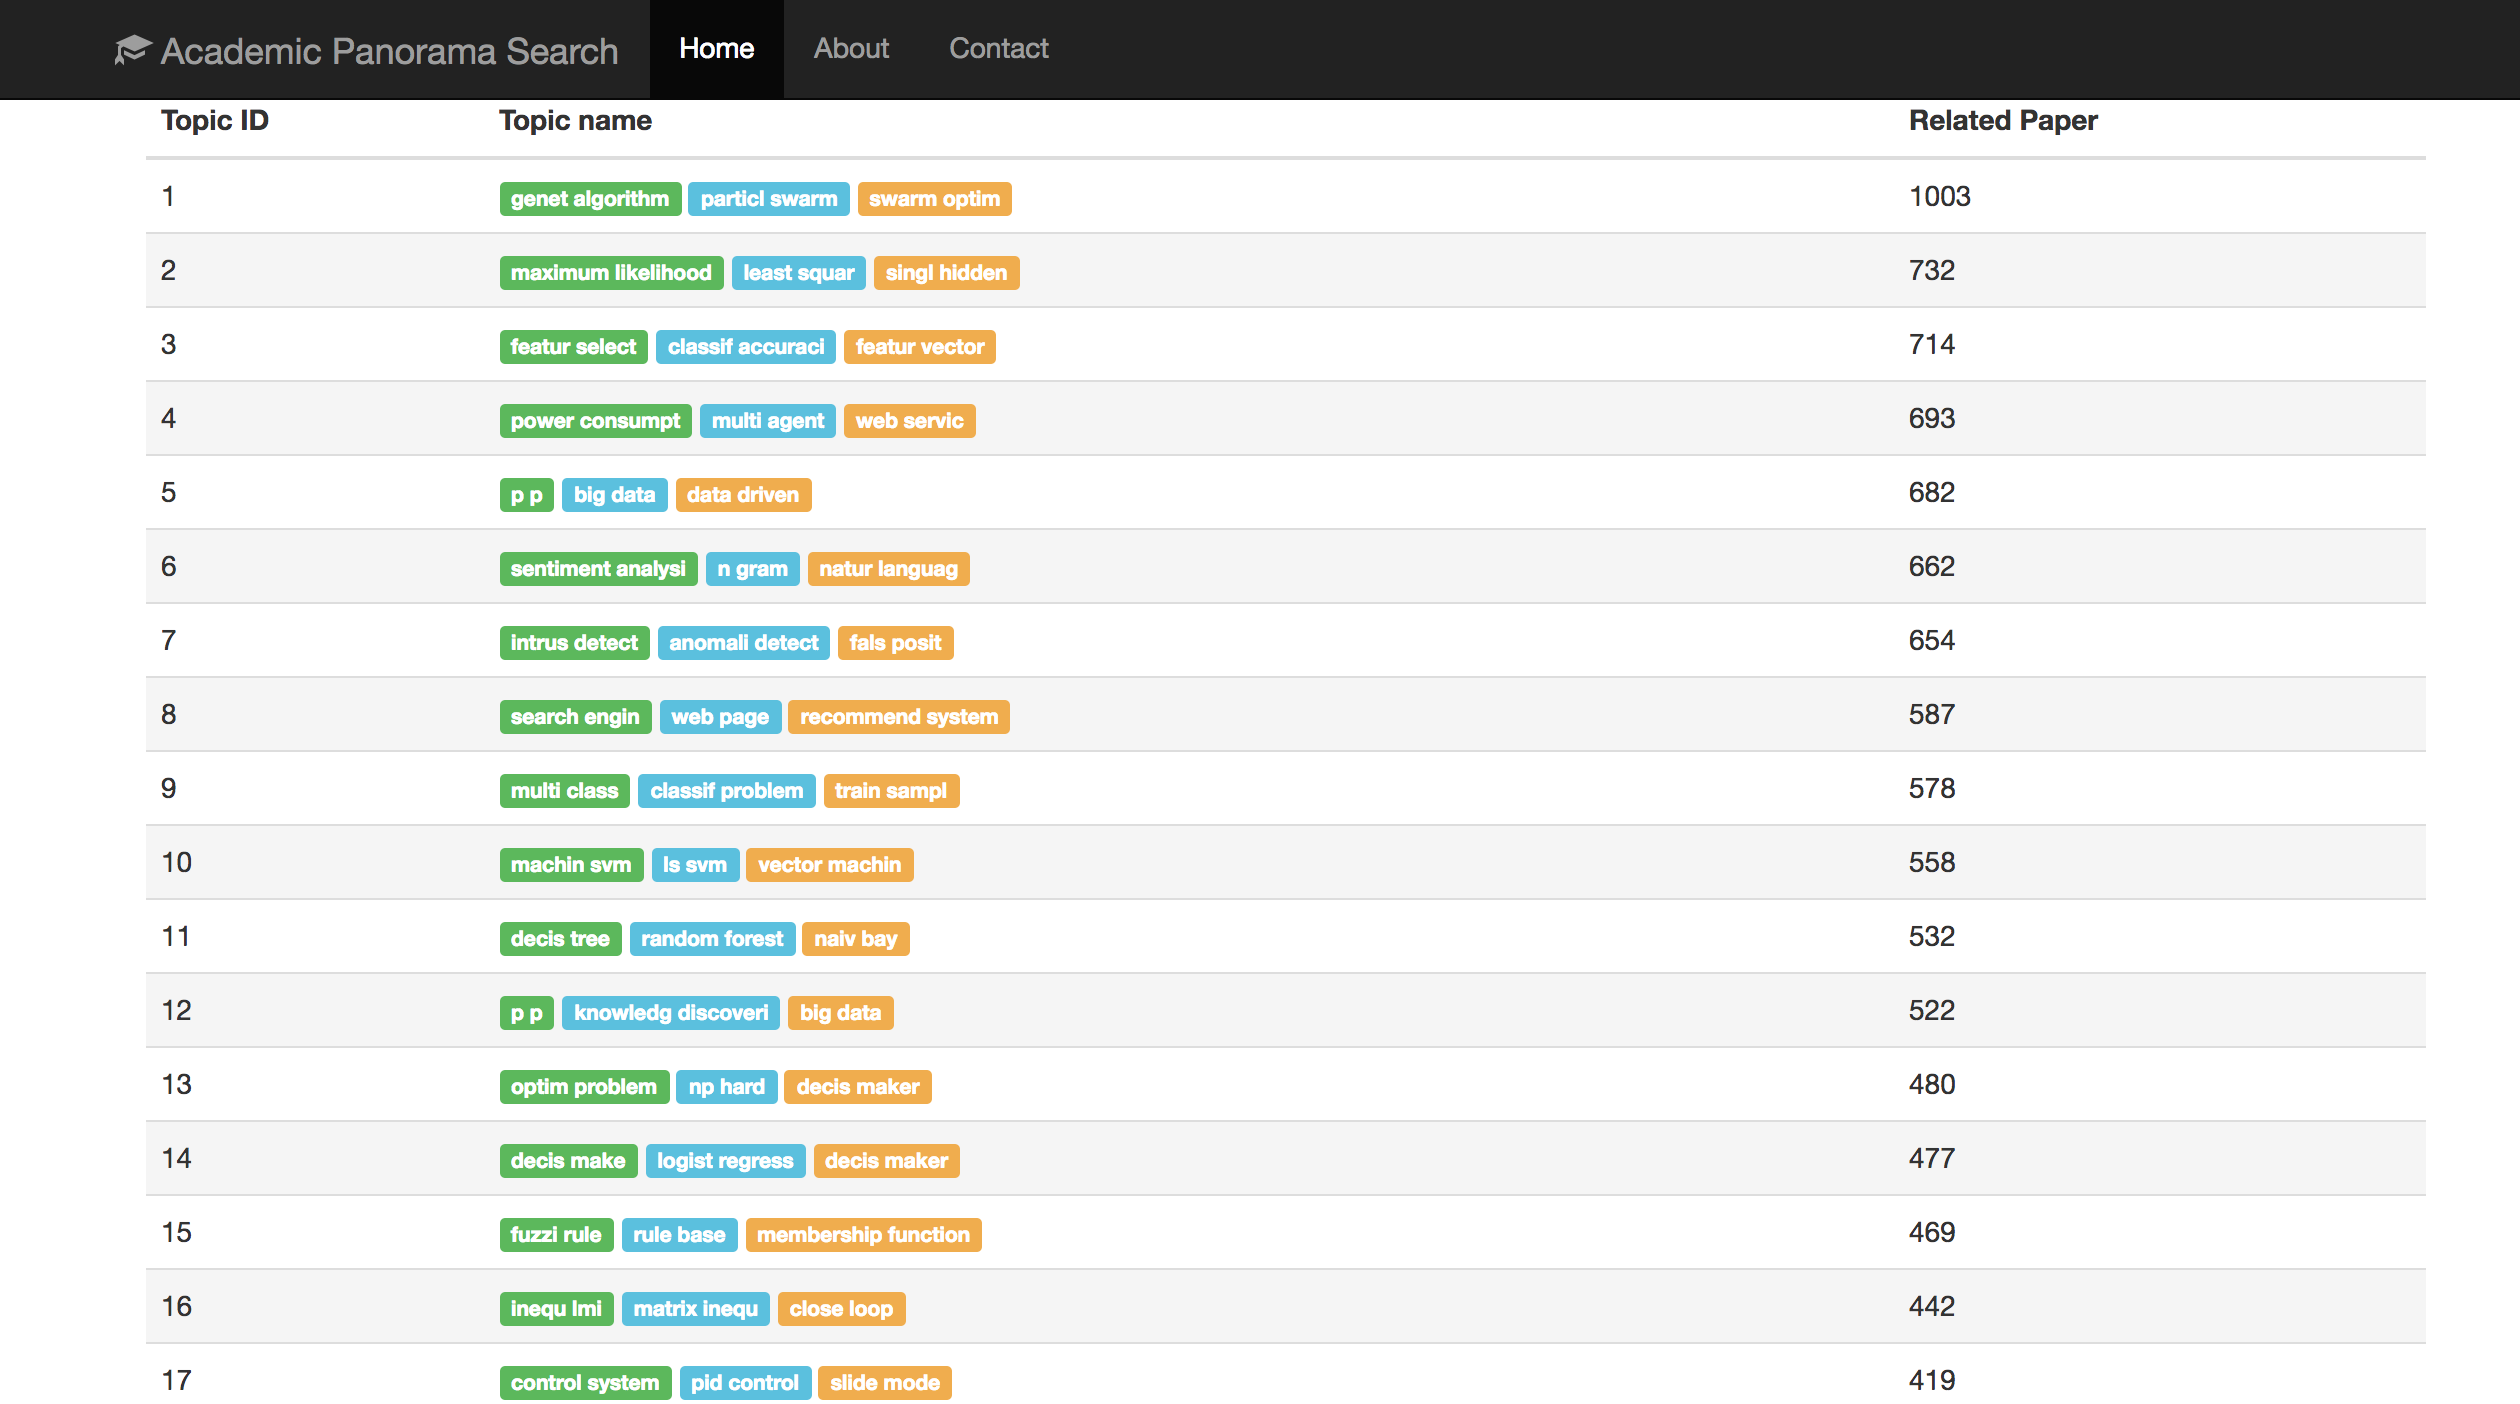 Academic Panorama Search Home About Contact
Topic ID Topic name Related Paper
1 genet algorithm particl swarm swarm optim 1003
2 maximum likelihood least squar singl hidden 732
3 featur select classif accuraci featur vector 714
4 power consumpt multi agent web servic 693
5 p p big data data driven 682
6 sentiment analysi n gram natur languag 662
7 intrus detect anomali detect fals posit 654
8 search engin web page recommend system 587
9 multi class classif problem train sampl 578
10 machin svm ls svm vector machin 558
11 decis tree random forest naiv bay 532
12 p p knowledg discoveri big data 522
13 optim problem np hard decis maker 480
14 decis make logist regress decis maker 477
15 fuzzi rule rule base membership function 469
16 inequ lmi matrix inequ close loop 442
17 control system pid control slide mode 419